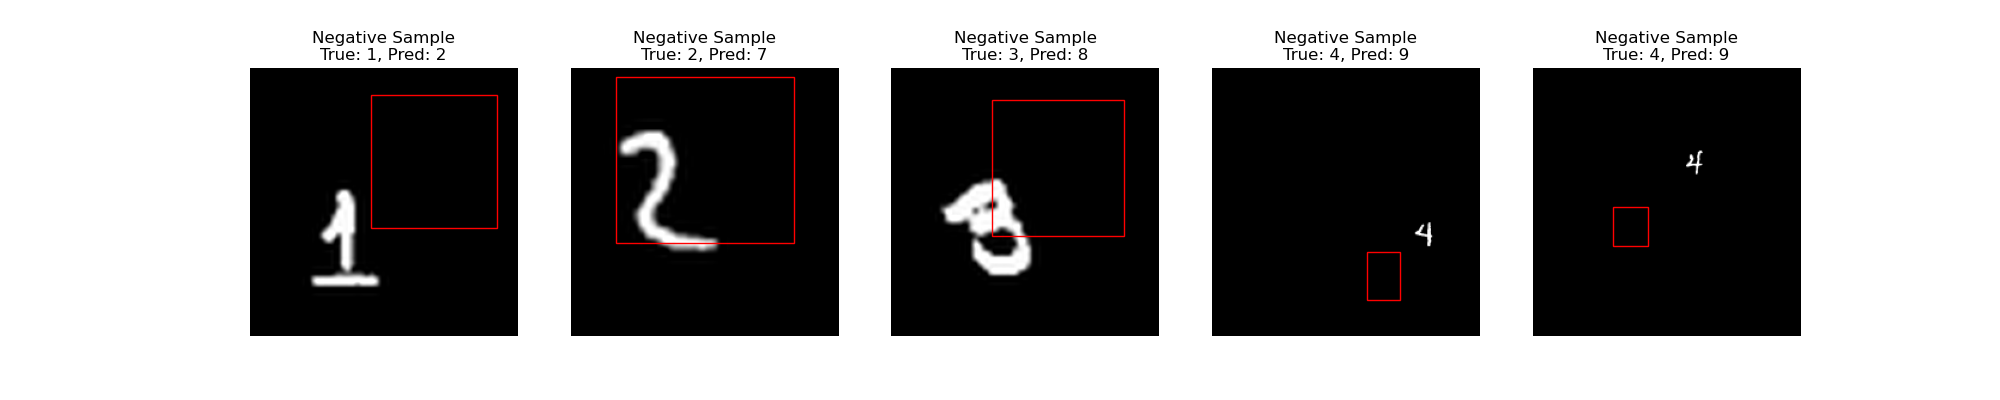 Negative Sample Negative Sample Negative Sample Negative Sample Negative Sample
True: 1, Pred: 2 True: 2, Pred: 7 True: 3, Pred: 8 True: 4, Pred: 9 True: 4, Pred: 9
1 2 3 4 4